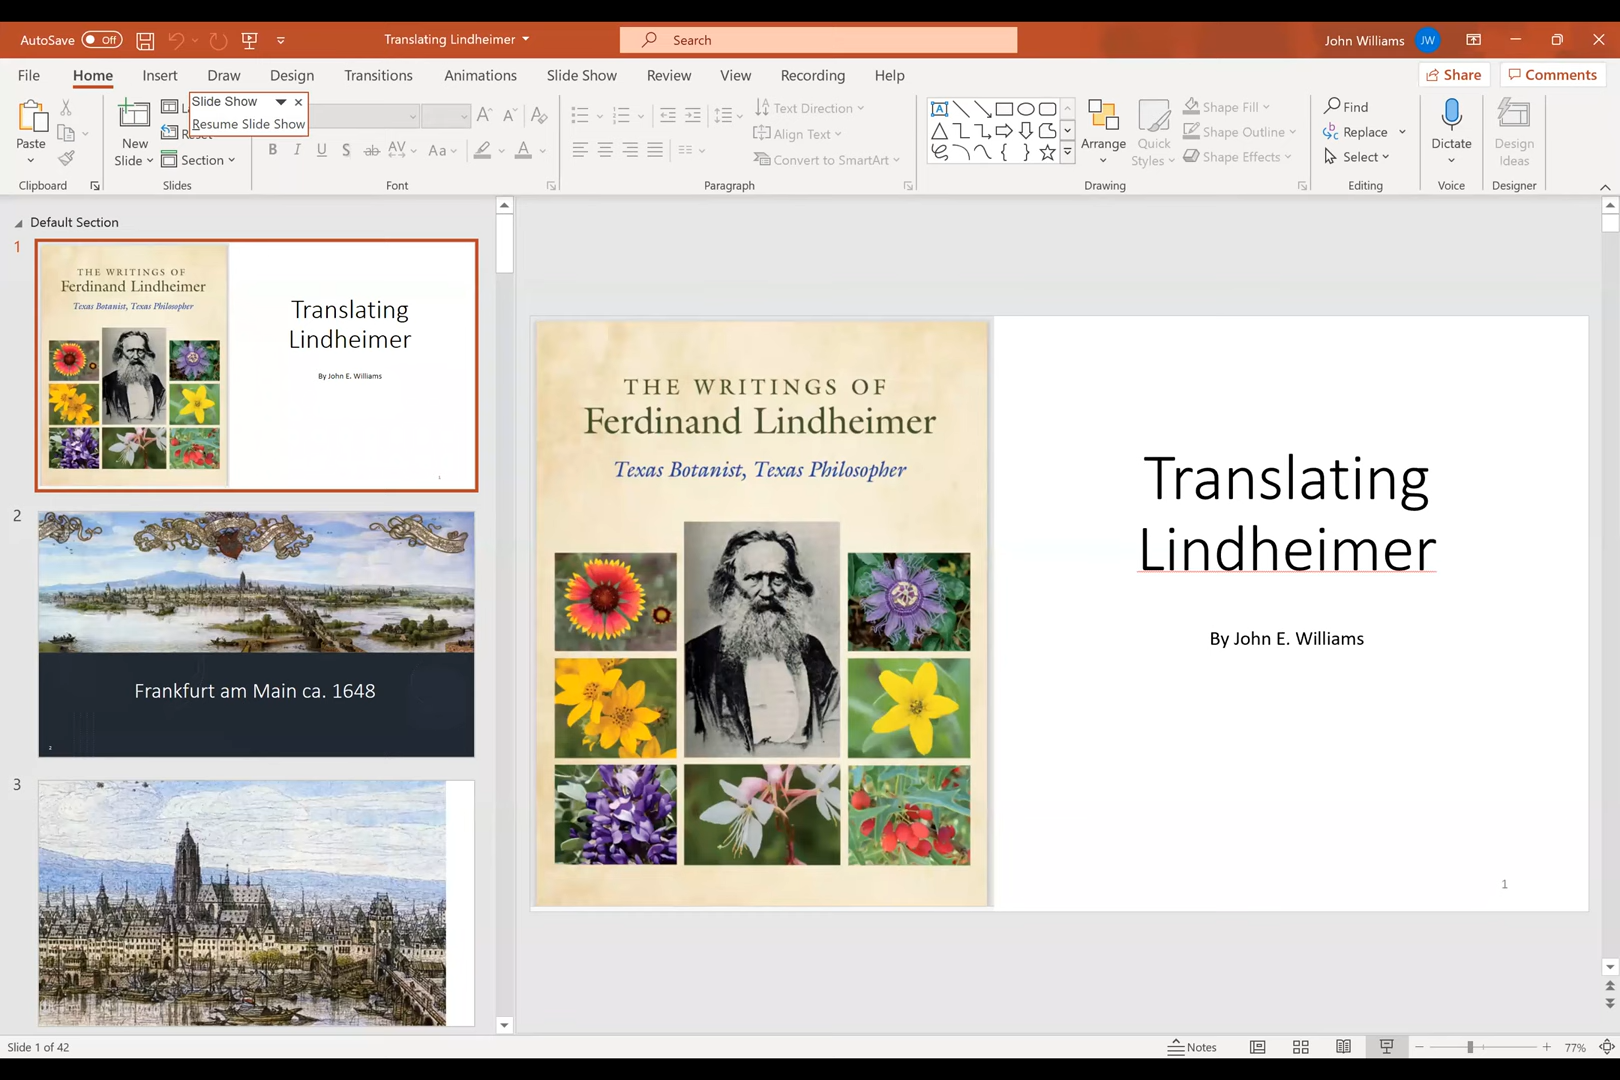 AutoSave Off
Translating Lindheimer
Search
John Williams JW
File Home Insert Draw Design Transitions Animations Slide Show Review View Recording Help
Share Comments
Slide Show
Resume Slide Show
Paste
Clipboard
New
Slide
Section
Slides
B I U S ab AV Aa A
Font
Text Direction
Align Text
Convert to SmartArt
Paragraph
Arrange
Quick
Styles
Shape Fill
Shape Outline
Shape Effects
Drawing
Find
Replace
Select
Editing
Dictate
Voice
Design
Ideas
Designer
Default Section
1
THE WRITINGS OF
Ferdinand Lindheimer
Texas Botanist, Texas Philosopher
Translating
Lindheimer
By John E. Williams
1
2
Frankfurt am Main ca. 1648
2
3
THE WRITINGS OF
Ferdinand Lindheimer
Texas Botanist, Texas Philosopher
Translating
Lindheimer
By John E. Williams
1
Slide 1 of 42
Notes
77%